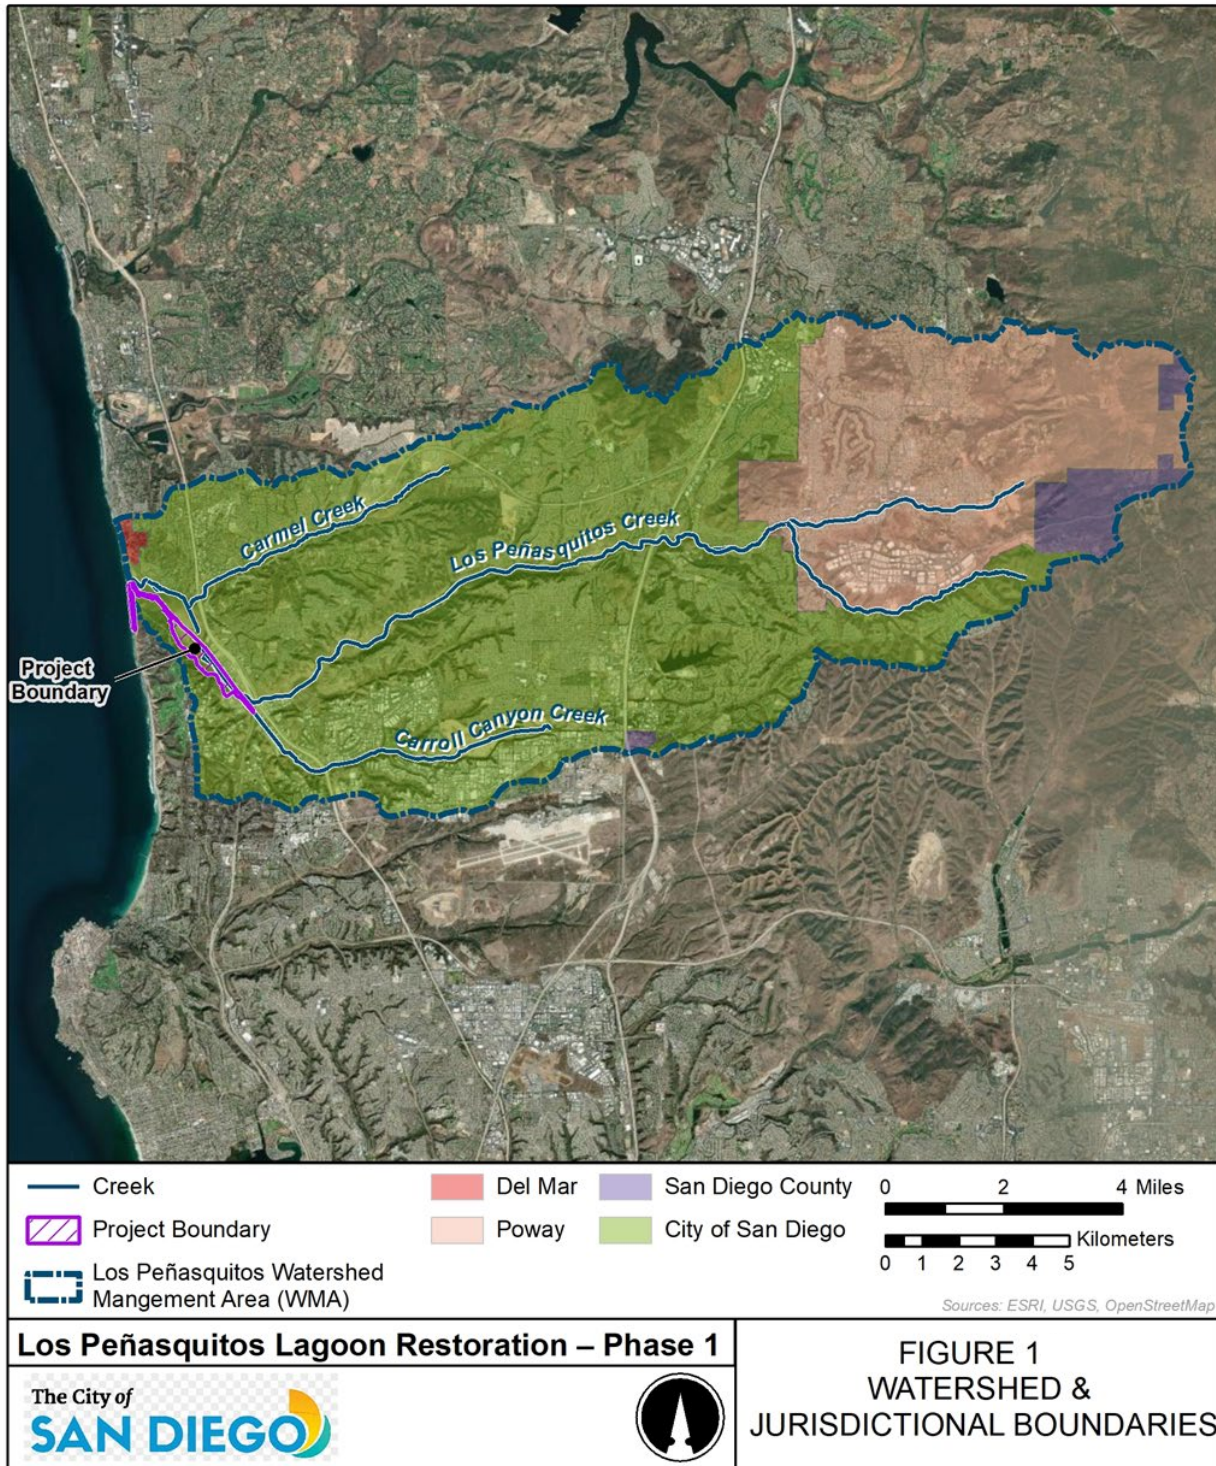 Carmel Creek
Los Peñasquitos Creek
Project
Boundary
Carroll Canyon Creek
Creek
Project Boundary
Los Peñasquitos Watershed
Mangement Area (WMA)
Del Mar
Poway
San Diego County
City of San Diego
0 2 4 Miles
Kilometers
0 1 2 3 4 5
Sources: ESRI, USGS, OpenStreetMap
Los Peñasquitos Lagoon Restoration – Phase 1
The City of
SAN DIEGO
FIGURE 1
WATERSHED &
JURISDICTIONAL BOUNDARIES